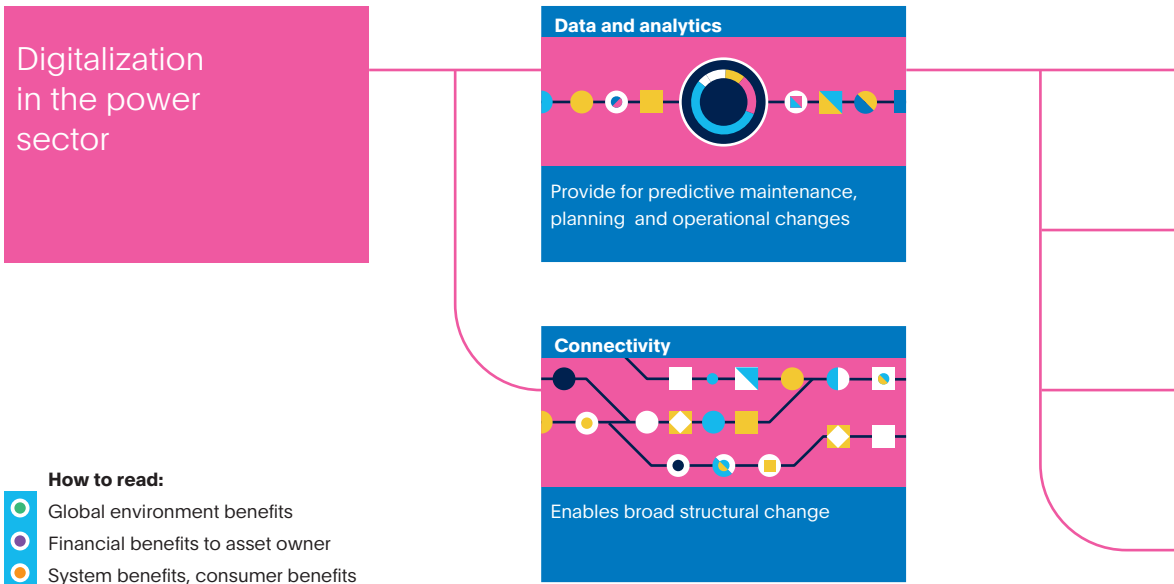 Digitalization
in the power
sector
Data and analytics
Provide for predictive maintenance,
planning and operational changes
Connectivity
Enables broad structural change
How to read:
Global environment benefits
Financial benefits to asset owner
System benefits, consumer benefits